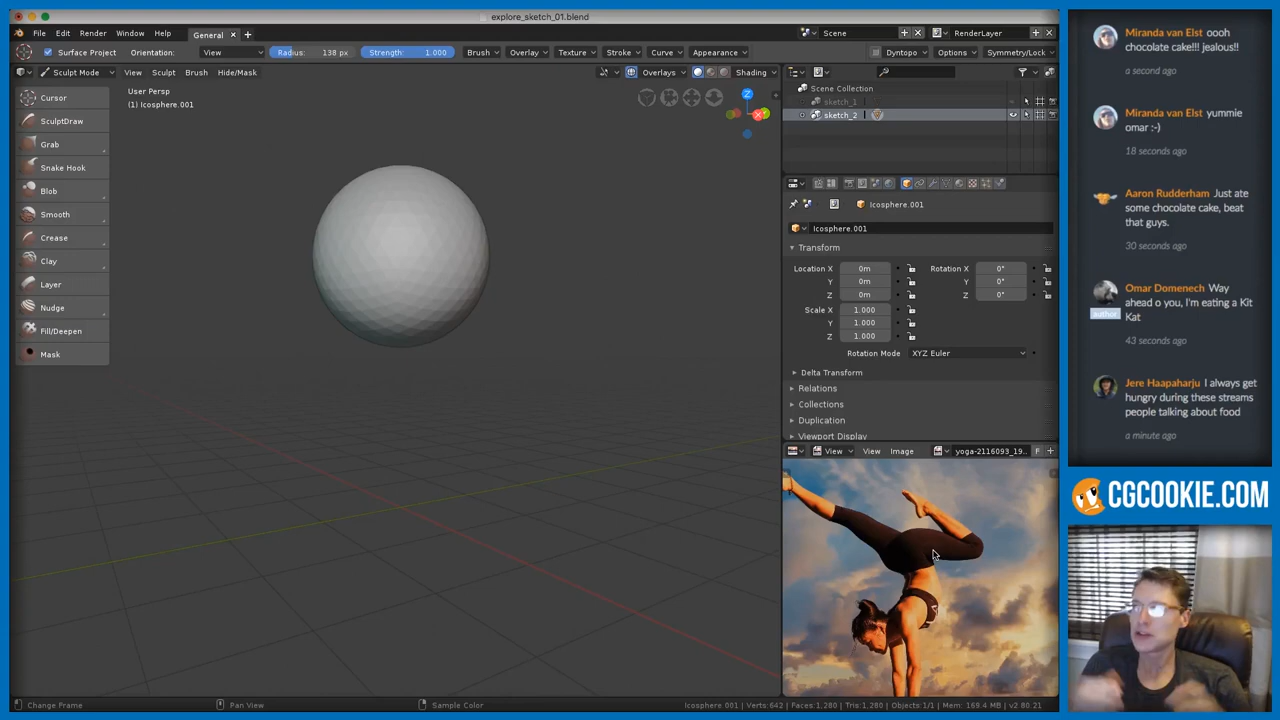 explore_sketch_01.blend
File Edit Render Window Help General
Scene RenderLayer
Surface Project Orientation: View Radius: 138 px Strength: 1.000 Brush Overlay Texture Stroke Curve Appearance Dyntopo Options Symmetry/Lock
Sculpt Mode View Sculpt Brush Hide/Mask Overlays Shading
User Persp
(1) Icosphere.001
Z
Cursor
SculptDraw
Grab
Snake Hook
Blob
Smooth
Crease
Clay
Layer
Nudge
Fill/Deepen
Mask
Scene Collection
sketch_1
sketch_2
Icosphere.001
Icosphere.001
Transform
Location X 0m Rotation X 0°
Y 0m Y 0°
Z 0m Z 0°
Scale X 1.000
Y 1.000
Z 1.000
Rotation Mode XYZ Euler
Delta Transform
Relations
Collections
Duplication
Viewport Display
View View Image yoga-2116093_19... F
Change Frame Pan View Sample Color Icosphere.001 | Verts:642 | Faces:1,280 | Tris:1,280 | Objects:1/1 | Mem: 169.4 MB | v2.80.21
Miranda van Elst oooh
chocolate cake!!! jealous!!
a second ago
Miranda van Elst yummie
omar :-)
18 seconds ago
Aaron Rudderham Just ate
some chocolate cake, beat
that guys.
30 seconds ago
Omar Domenech Way
ahead o you, I'm eating a Kit
Kat
author
43 seconds ago
Jere Haapaharju I always get
hungry during these streams
people talking about food
a minute ago
CGCOOKIE.COM